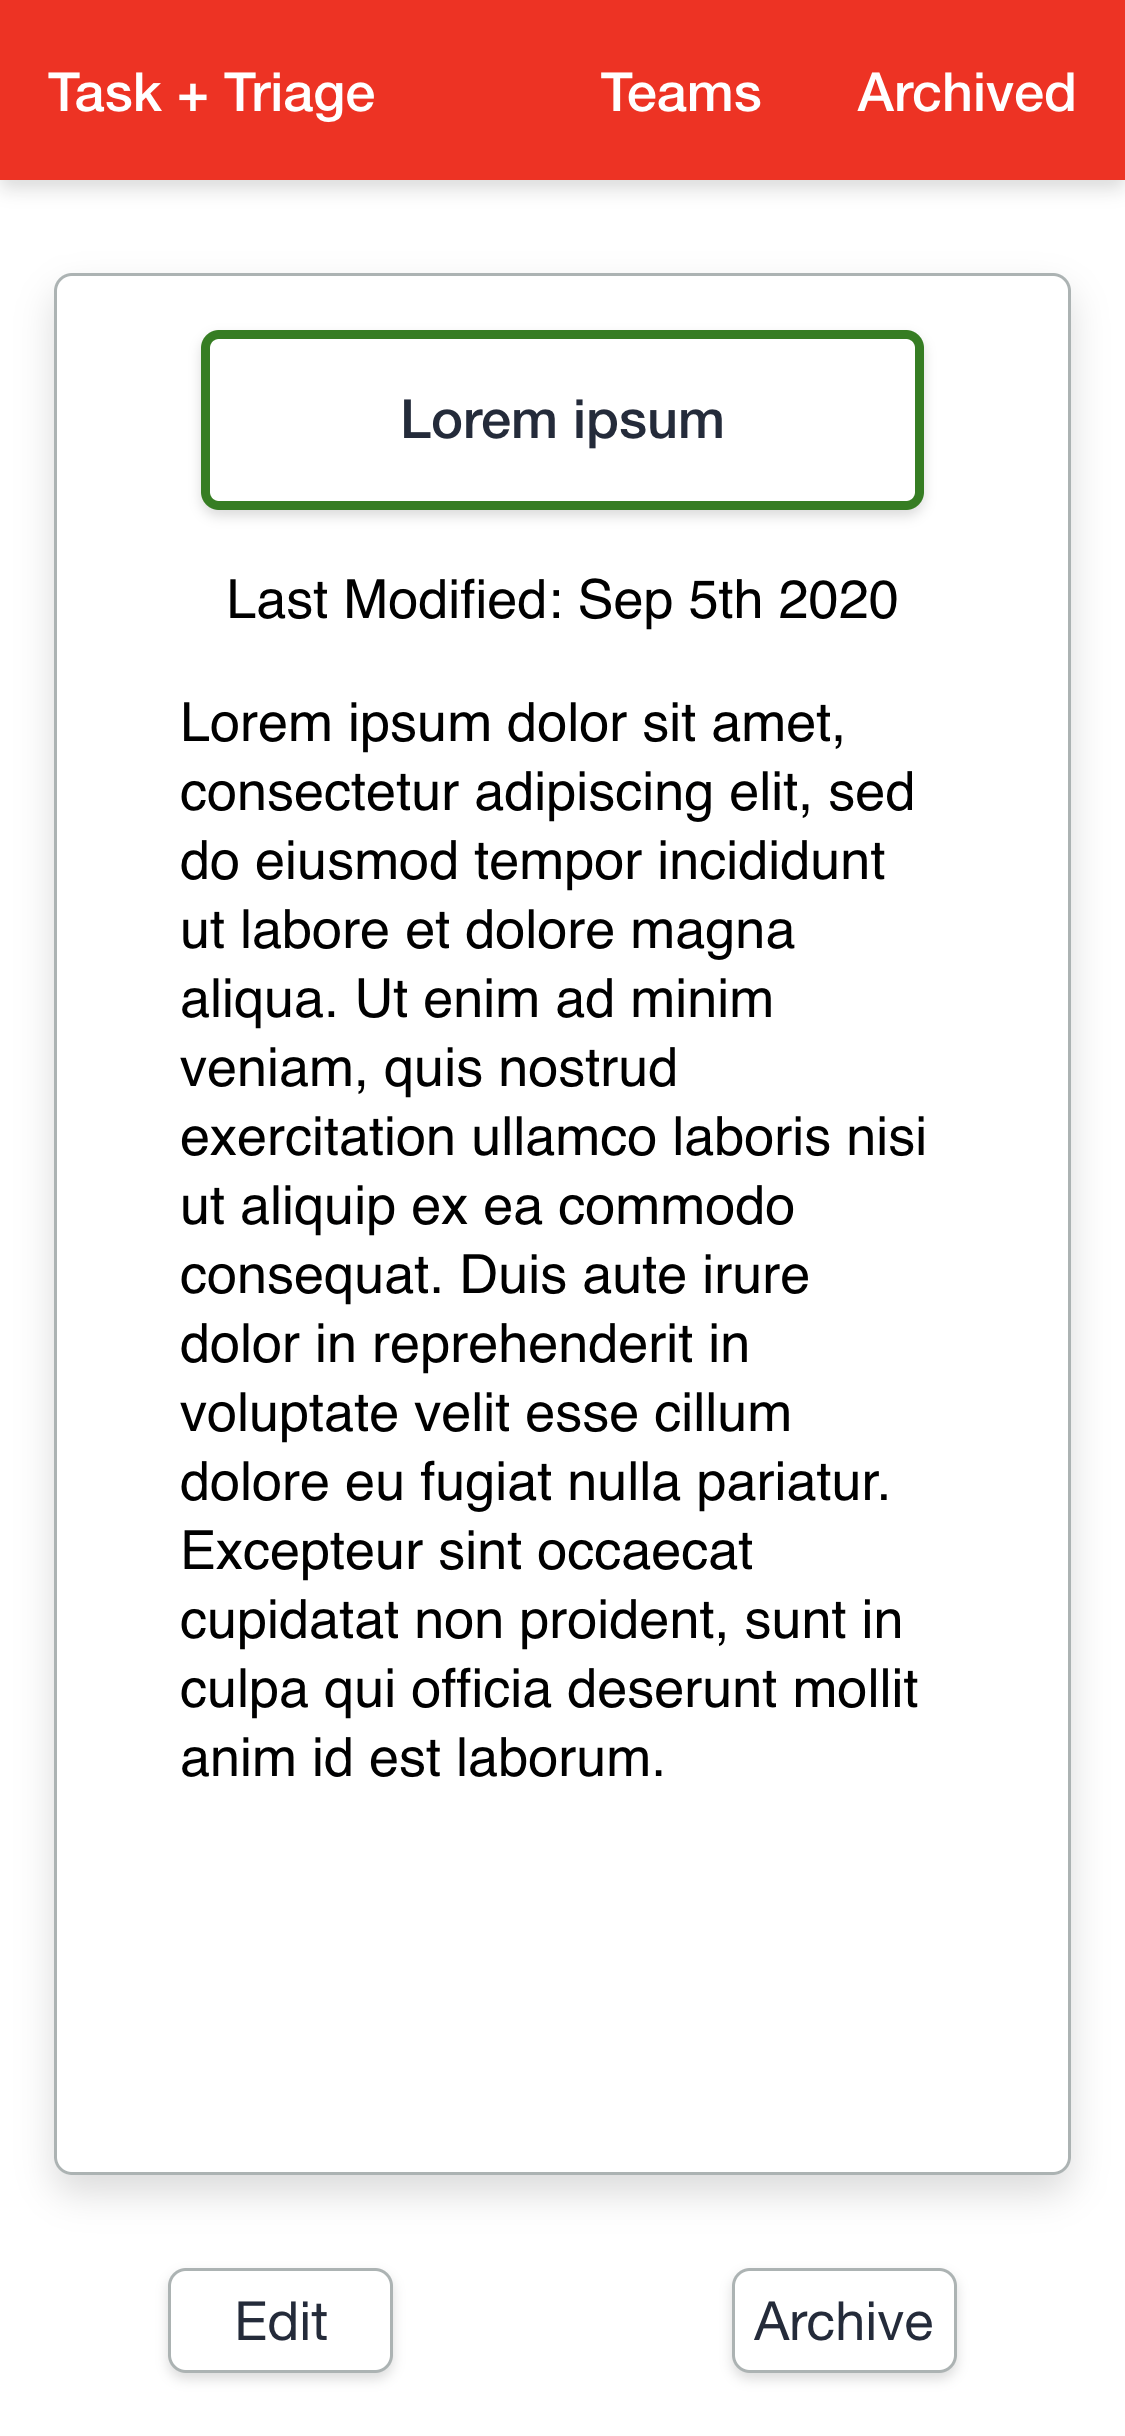 Task + Triage Teams Archived
Lorem ipsum
Last Modified: Sep 5th 2020
Lorem ipsum dolor sit amet,
consectetur adipiscing elit, sed
do eiusmod tempor incididunt
ut labore et dolore magna
aliqua. Ut enim ad minim
veniam, quis nostrud
exercitation ullamco laboris nisi
ut aliquip ex ea commodo
consequat. Duis aute irure
dolor in reprehenderit in
voluptate velit esse cillum
dolore eu fugiat nulla pariatur.
Excepteur sint occaecat
cupidatat non proident, sunt in
culpa qui officia deserunt mollit
anim id est laborum.
Edit Archive